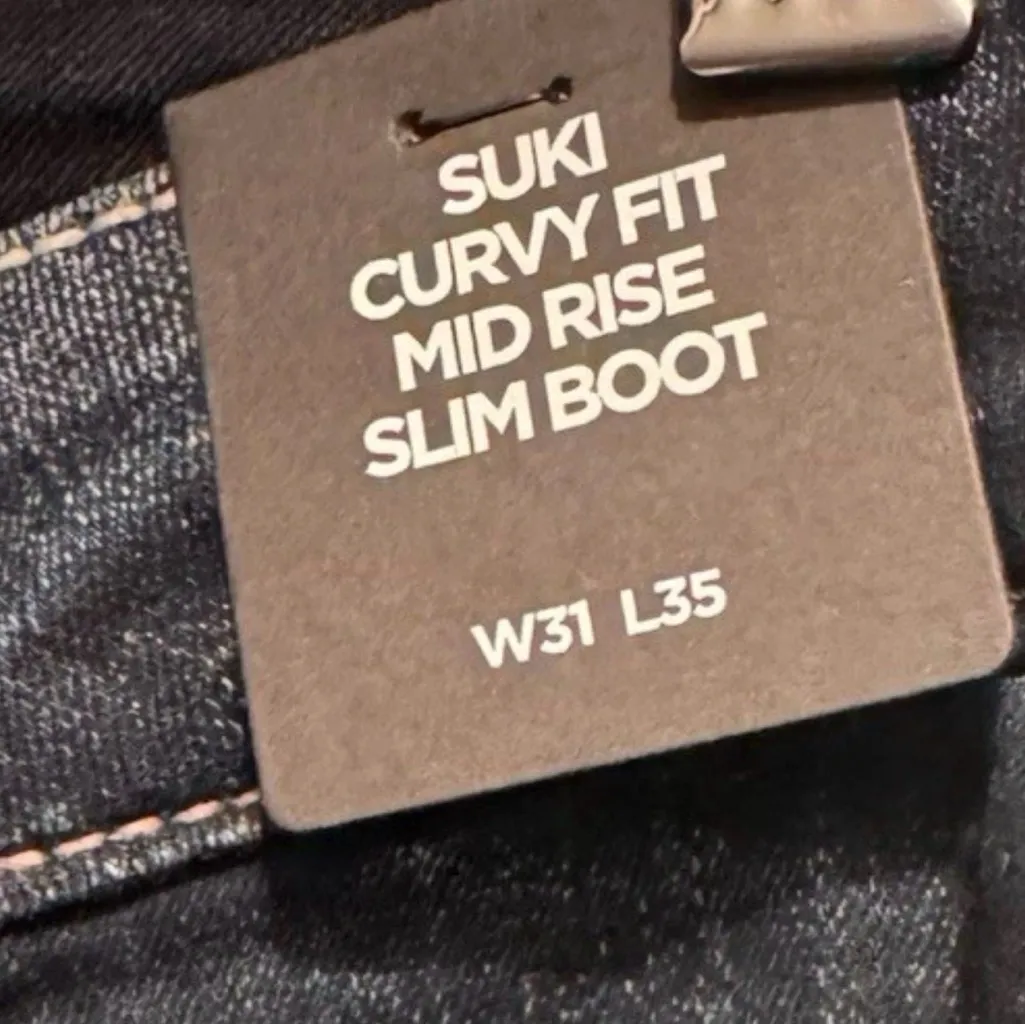 SUKI
CURVY FIT
MID RISE
SLIM BOOT
W31 L35